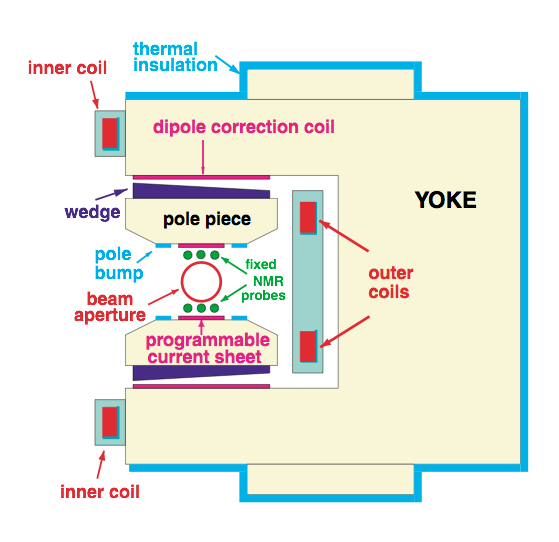 thermal
insulation
inner coil
dipole correction coil
wedge
pole piece
YOKE
pole
bump
fixed
NMR
probes
beam
aperture
outer
coils
programmable
current sheet
inner coil